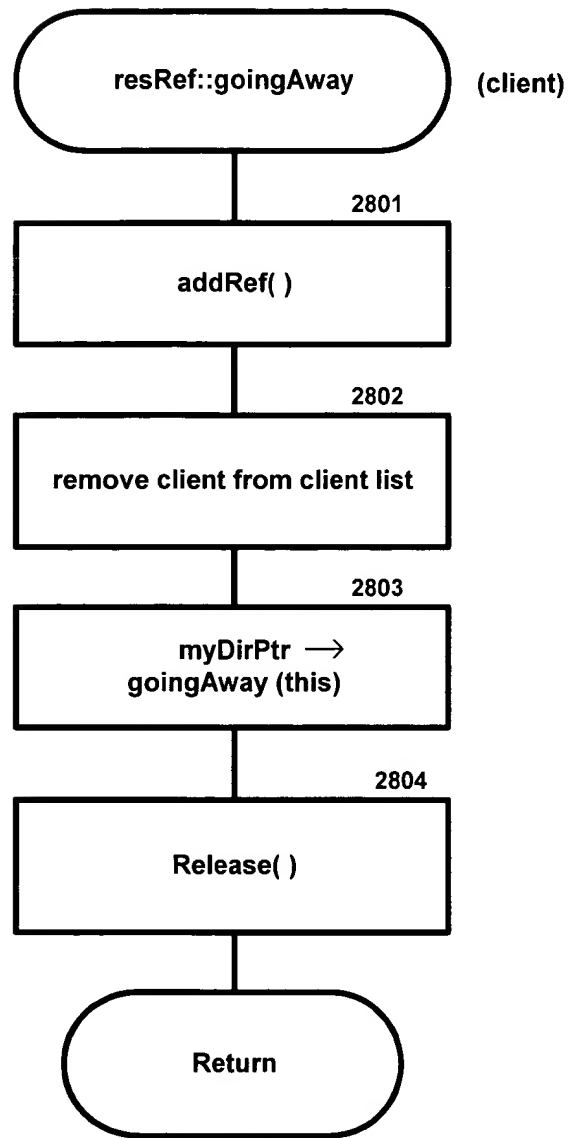 resRef::goingAway (client)
2801
addRef( )
2802
remove client from client list
2803
myDirPtr →
goingAway (this)
2804
Release( )
Return